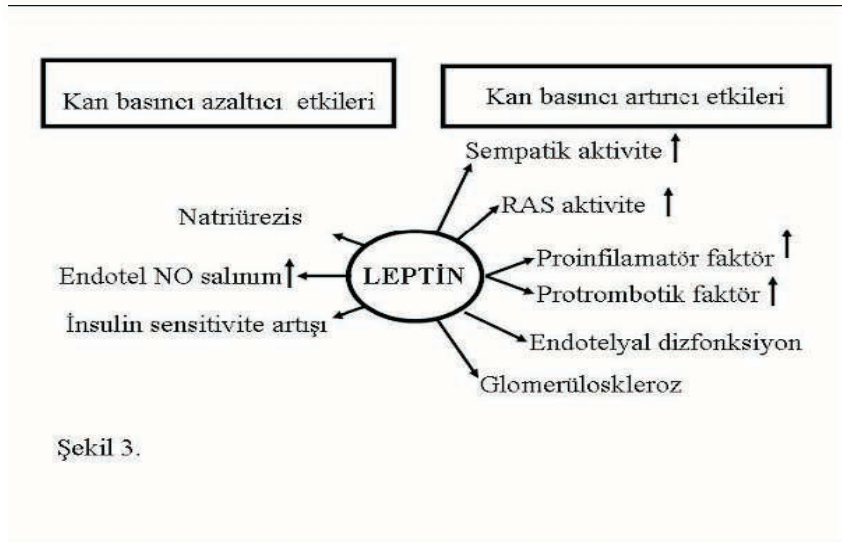 Kan basıncı azaltıcı etkileri
Kan basıncı artırıcı etkileri
Sempatik aktivite ↑
RAS aktivite ↑
Natriürezis
Endotel NO salınım ↑
LEPTİN
Proinfilamatör faktör ↑
Protrombotik faktör ↑
İnsulin sensitivite artışı
Endotelyal dizfonksiyon
Glomerüloskleroz
Şekil 3.